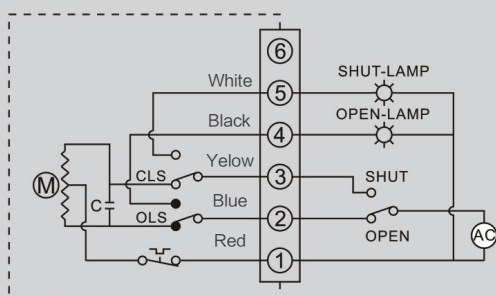 6
White 5 SHUT-LAMP
Black 4 OPEN-LAMP
Yelow 3 SHUT
M CLS
C
Blue 2
OLS OPEN AC
Red 1